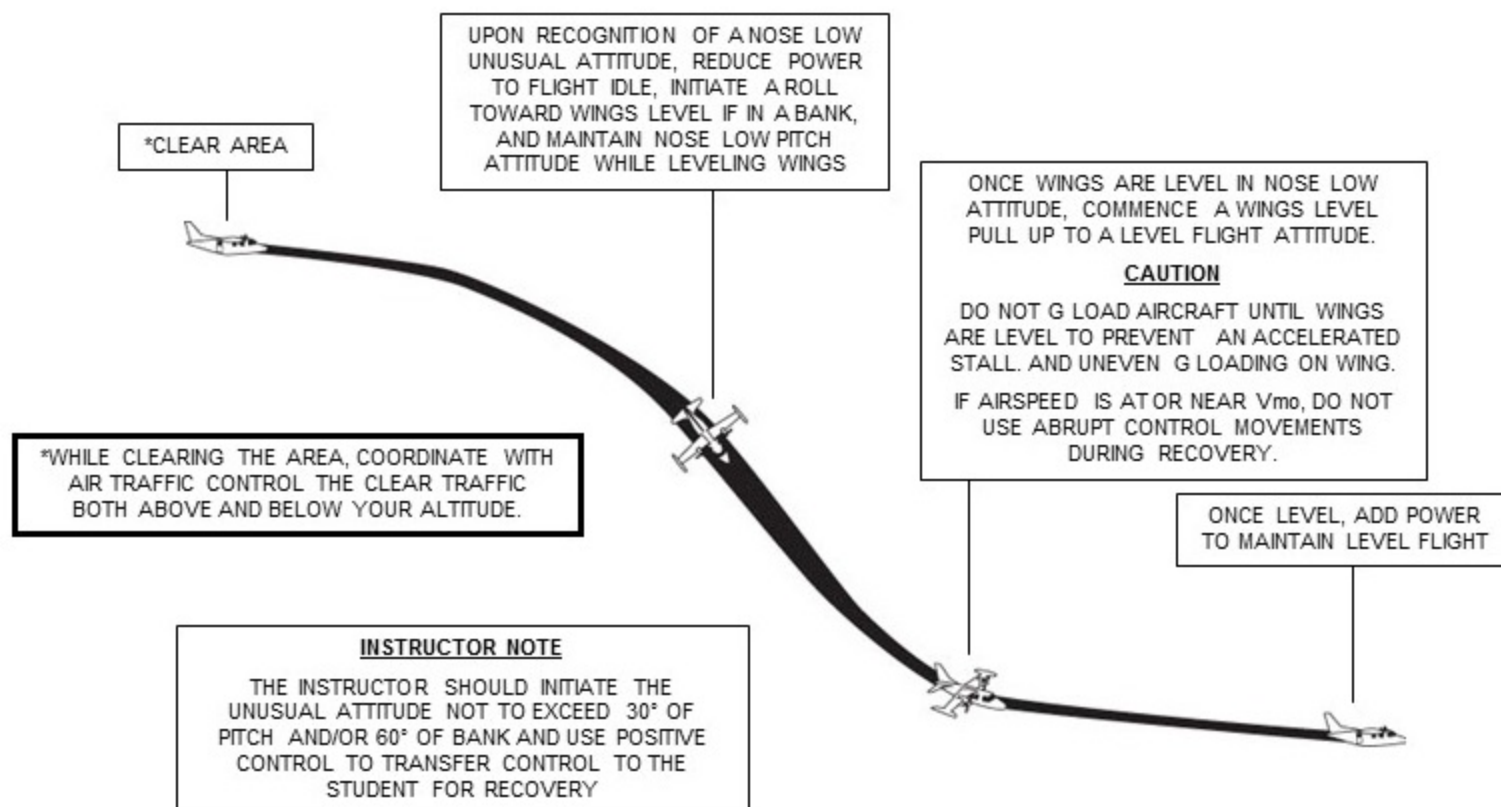 *CLEAR AREA
UPON RECOGNITION OF A NOSE LOW
UNUSUAL ATTITUDE, REDUCE POWER
TO FLIGHT IDLE, INITIATE A ROLL
TOWARD WINGS LEVEL IF IN A BANK,
AND MAINTAIN NOSE LOW PITCH
ATTITUDE WHILE LEVELING WINGS
ONCE WINGS ARE LEVEL IN NOSE LOW
ATTITUDE, COMMENCE A WINGS LEVEL
PULL UP TO A LEVEL FLIGHT ATTITUDE.
CAUTION
DO NOT G LOAD AIRCRAFT UNTIL WINGS
ARE LEVEL TO PREVENT AN ACCELERATED
STALL. AND UNEVEN G LOADING ON WING.
IF AIRSPEED IS AT OR NEAR Vmo, DO NOT
USE ABRUPT CONTROL MOVEMENTS
DURING RECOVERY.
*WHILE CLEARING THE AREA, COORDINATE WITH
AIR TRAFFIC CONTROL THE CLEAR TRAFFIC
BOTH ABOVE AND BELOW YOUR ALTITUDE.
ONCE LEVEL, ADD POWER
TO MAINTAIN LEVEL FLIGHT
INSTRUCTOR NOTE
THE INSTRUCTOR SHOULD INITIATE THE
UNUSUAL ATTITUDE NOT TO EXCEED 30° OF
PITCH AND/OR 60° OF BANK AND USE POSITIVE
CONTROL TO TRANSFER CONTROL TO THE
STUDENT FOR RECOVERY